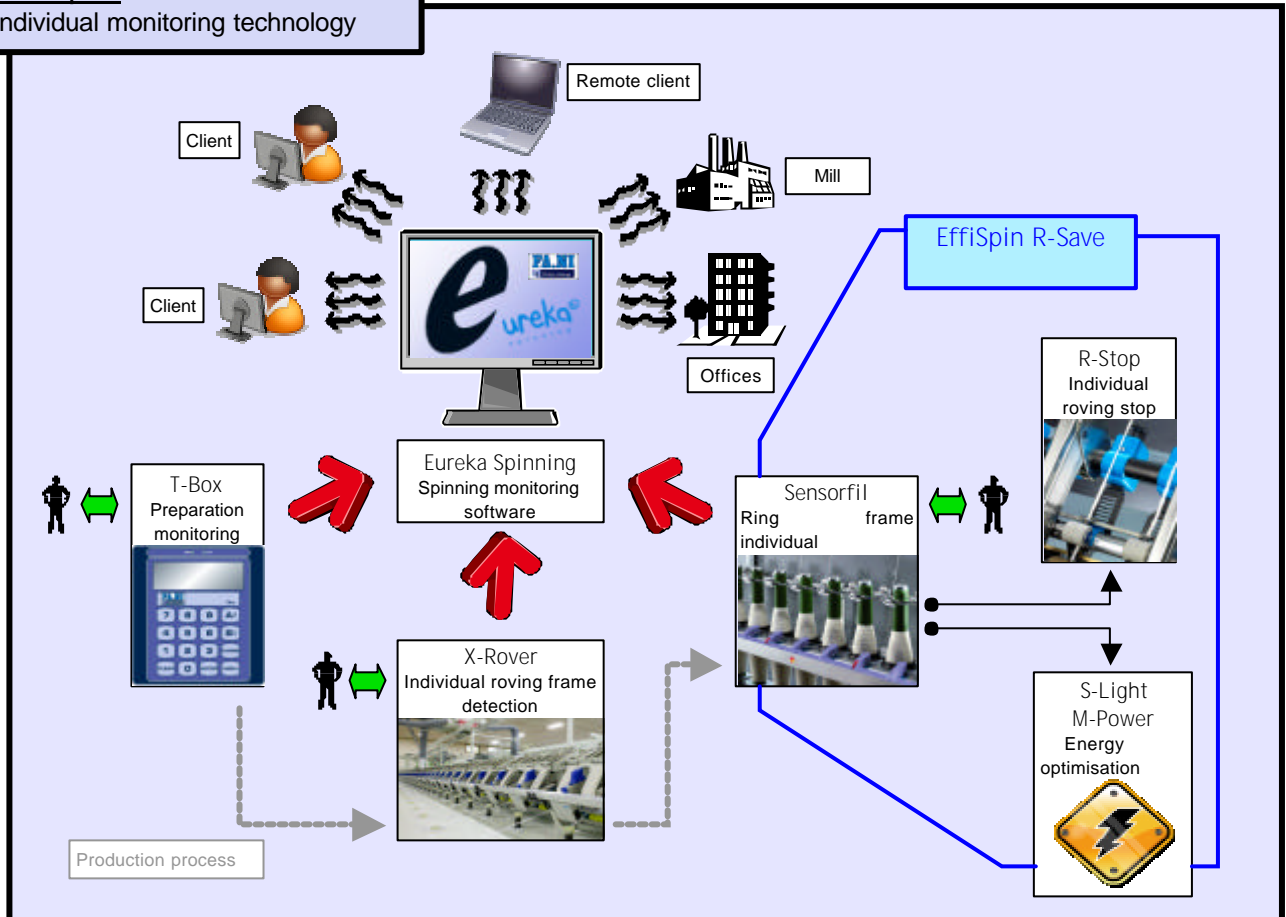 ndividual monitoring technology
Remote client
Client
Mill
EffiSpin R-Save
Client
e
ureka
Offices
R-Stop
Individual
roving stop
Eureka Spinning
Spinning monitoring
software
T-Box
Preparation
monitoring
Sensorfil
Ring frame
individual
X-Rover
Individual roving frame
detection
S-Light
M-Power
Energy
optimisation
Production process